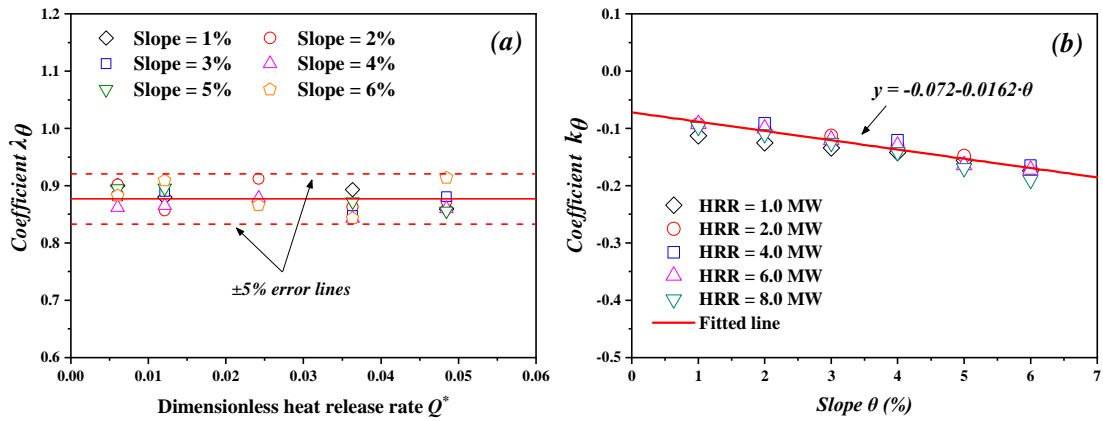 (a)
Slope = 1% Slope = 2%
Slope = 3% Slope = 4%
Slope = 5% Slope = 6%
1.2
1.1
1.0
0.9
0.8
0.7
0.6
Coefficient λθ
±5% error lines
0.00 0.01 0.02 0.03 0.04 0.05 0.06
Dimensionless heat release rate Q*
(b)
y = -0.072-0.0162·θ
0.1
0.0
-0.1
-0.2
-0.3
-0.4
-0.5
Coefficient kθ
HRR = 1.0 MW
HRR = 2.0 MW
HRR = 4.0 MW
HRR = 6.0 MW
HRR = 8.0 MW
Fitted line
0 1 2 3 4 5 6 7
Slope θ (%)